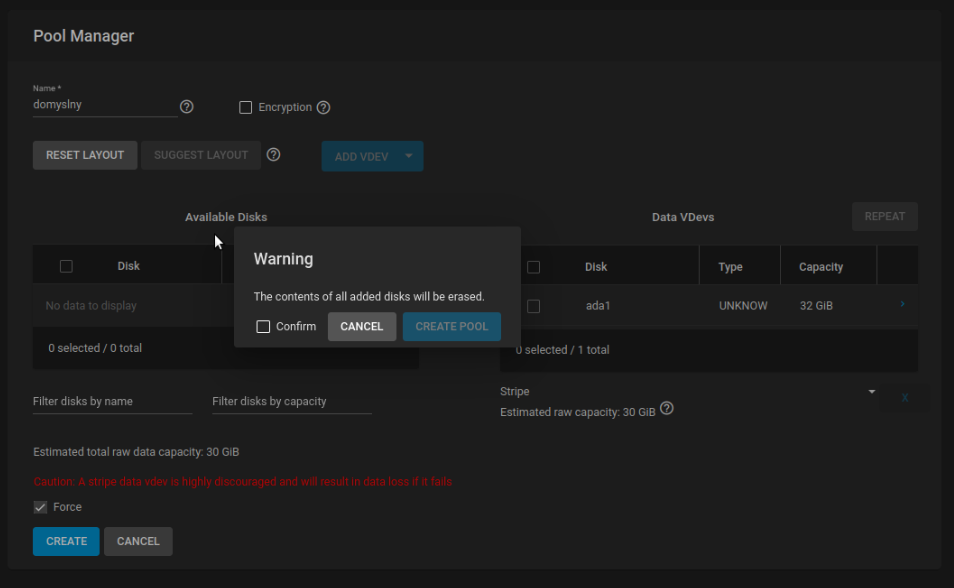 Pool Manager
Name *
domyslny
Encryption
RESET LAYOUT SUGGEST LAYOUT ADD VDEV
Available Disks
Data VDevs REPEAT
Disk
Disk Type Capacity
No data to display
ada1 UNKNOW 32 GiB
0 selected / 0 total
0 selected / 1 total
Warning
The contents of all added disks will be erased.
Confirm CANCEL CREATE POOL
Filter disks by name Filter disks by capacity
Stripe
X
Estimated raw capacity: 30 GiB
Estimated total raw data capacity: 30 GiB
Caution: A stripe data vdev is highly discouraged and will result in data loss if it fails
Force
CREATE CANCEL